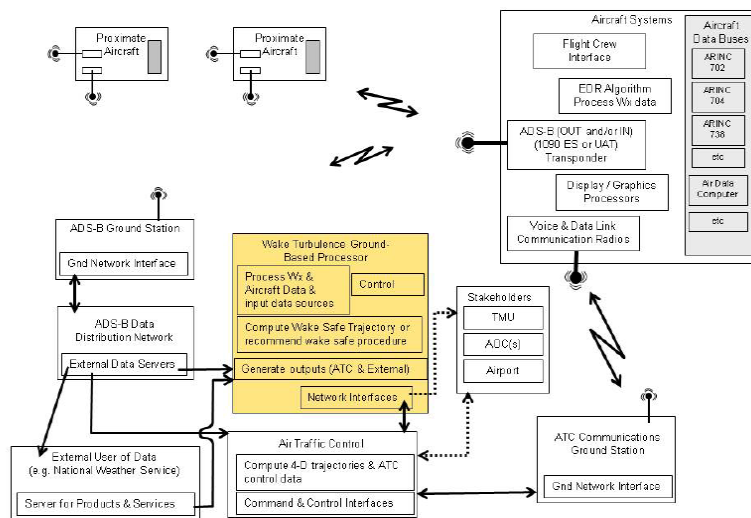 Proximate
Aircraft
Proximate
Aircraft
Aircraft Systems
Flight Crew
Interface
EDR Algorithm
Process Wx data
ADS-B (OUT and/or IN)
(1090 ES or UAT)
Transponder
Display / Graphics
Processors
Voice & Data Link
Communication Radios
Aircraft
Data Buses
ARINC
702
ARINC
704
ARINC
738
etc
Air Data
Computer
etc
ADS-B Ground Station
Gnd Network Interface
ADS-B Data
Distribution Network
External Data Servers
External User of Data
(e.g. National Weather Service)
Server for Products & Services
Wake Turbulence Ground-
Based Processor
Process Wx &
Aircraft Data &
input data sources
Control
Compute Wake Safe Trajectory or
recommend wake safe procedure
Generate outputs (ATC & External)
Network Interfaces
Stakeholders
TMU
AOC(s)
Airport
Air Traffic Control
Compute 4-D trajectories & ATC
control data
Command & Control Interfaces
ATC Communications
Ground Station
Gnd Network Interface